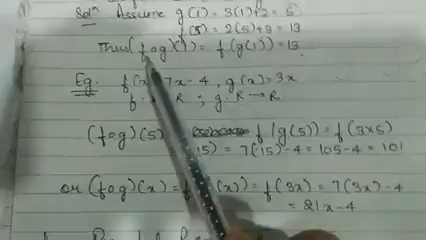 Solⁿ Assume g(1) = 3(1)+2 = 5
f(5) = 2(5)+3 = 13
Thus (fog)(1) = f(g(1)) = 13
Eg. f(x) = 7x-4, g(x) = 3x
f: R ; g: R → R
(fog)(5) f(g(5)) = f(3×5)
(15) = 7(15)-4 = 105-4 = 101
or (fog)(x) = f (x) = f(3x) = 7(3x)-4
= 21x-4